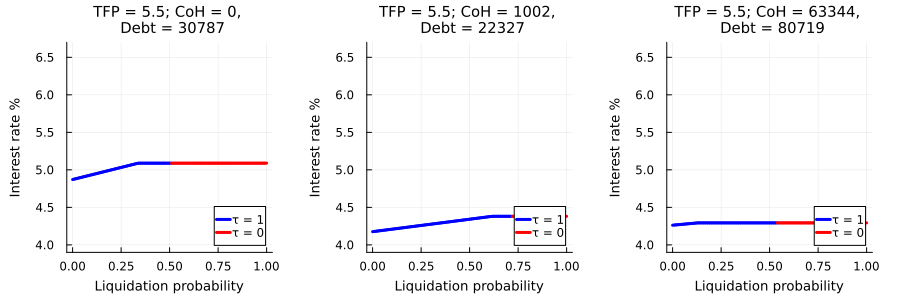 TFP = 5.5; CoH = 0,
Debt = 30787
6.5
6.0
5.5
5.0
4.5
4.0
Interest rate %
τ = 1
τ = 0
0.00 0.25 0.50 0.75 1.00
Liquidation probability
TFP = 5.5; CoH = 1002,
Debt = 22327
6.5
6.0
5.5
5.0
4.5
4.0
Interest rate %
τ = 1
τ = 0
0.00 0.25 0.50 0.75 1.00
Liquidation probability
TFP = 5.5; CoH = 63344,
Debt = 80719
6.5
6.0
5.5
5.0
4.5
4.0
Interest rate %
τ = 1
τ = 0
0.00 0.25 0.50 0.75 1.00
Liquidation probability